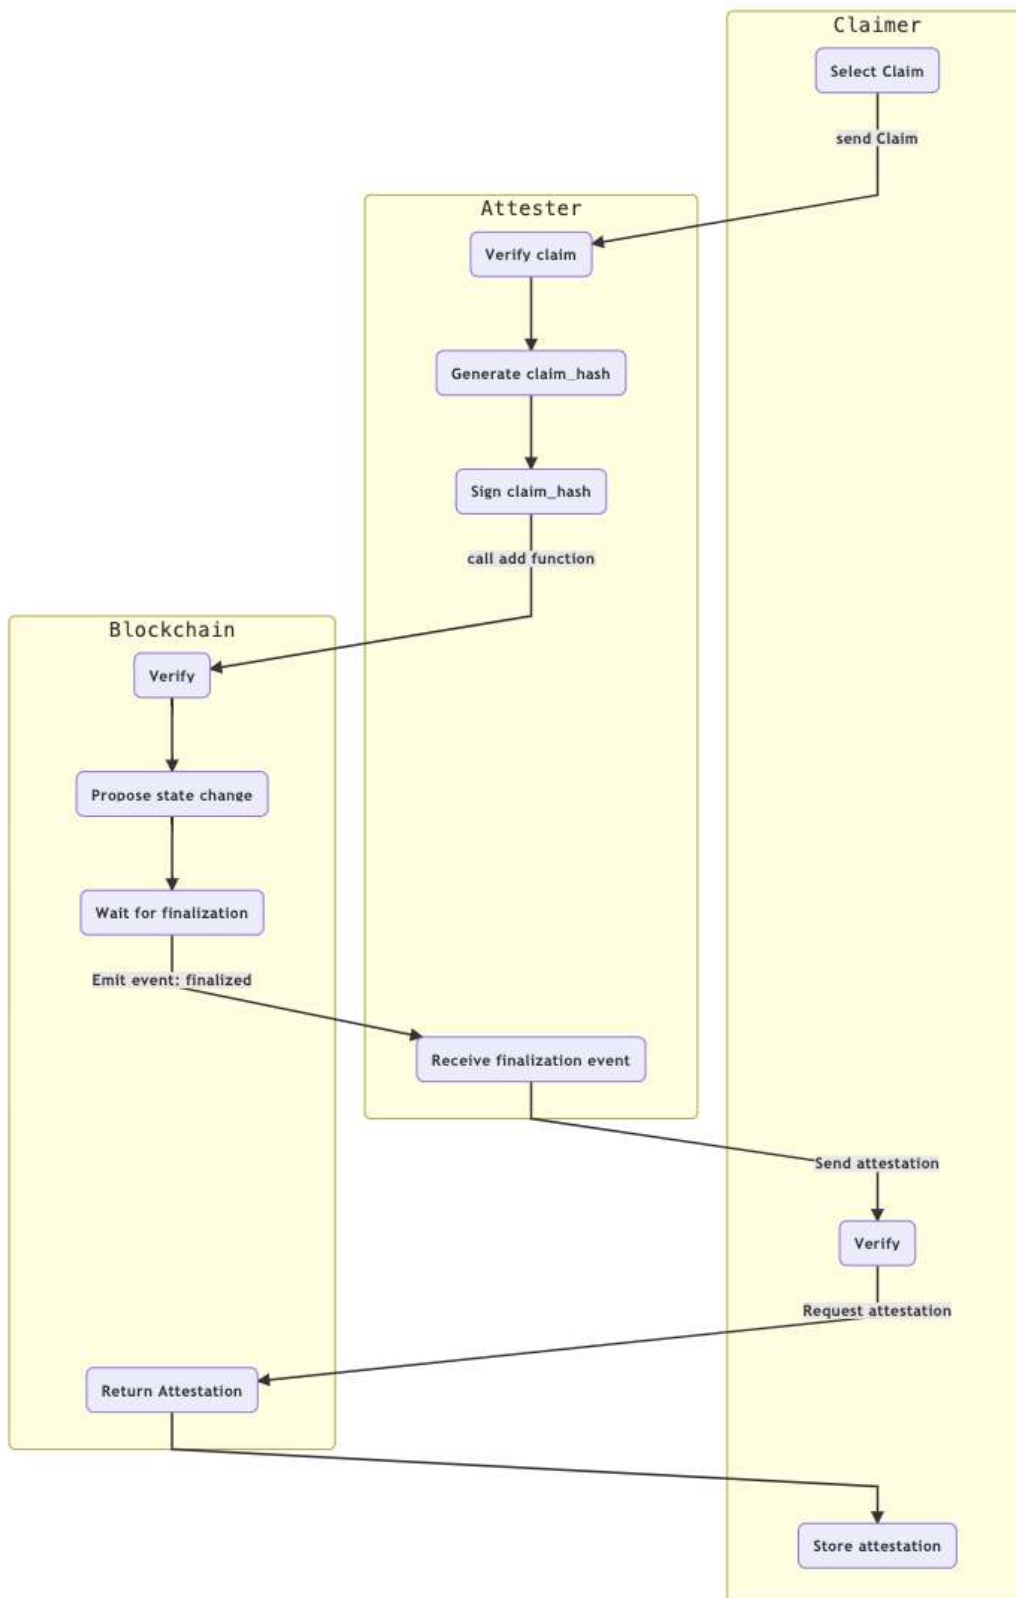 Claimer
Select Claim
send Claim
Attester
Verify claim
Generate claim_hash
Sign claim_hash
call add function
Blockchain
Verify
Propose state change
Wait for finalization
Emit event: finalized
Receive finalization event
Send attestation
Verify
Request attestation
Return Attestation
Store attestation